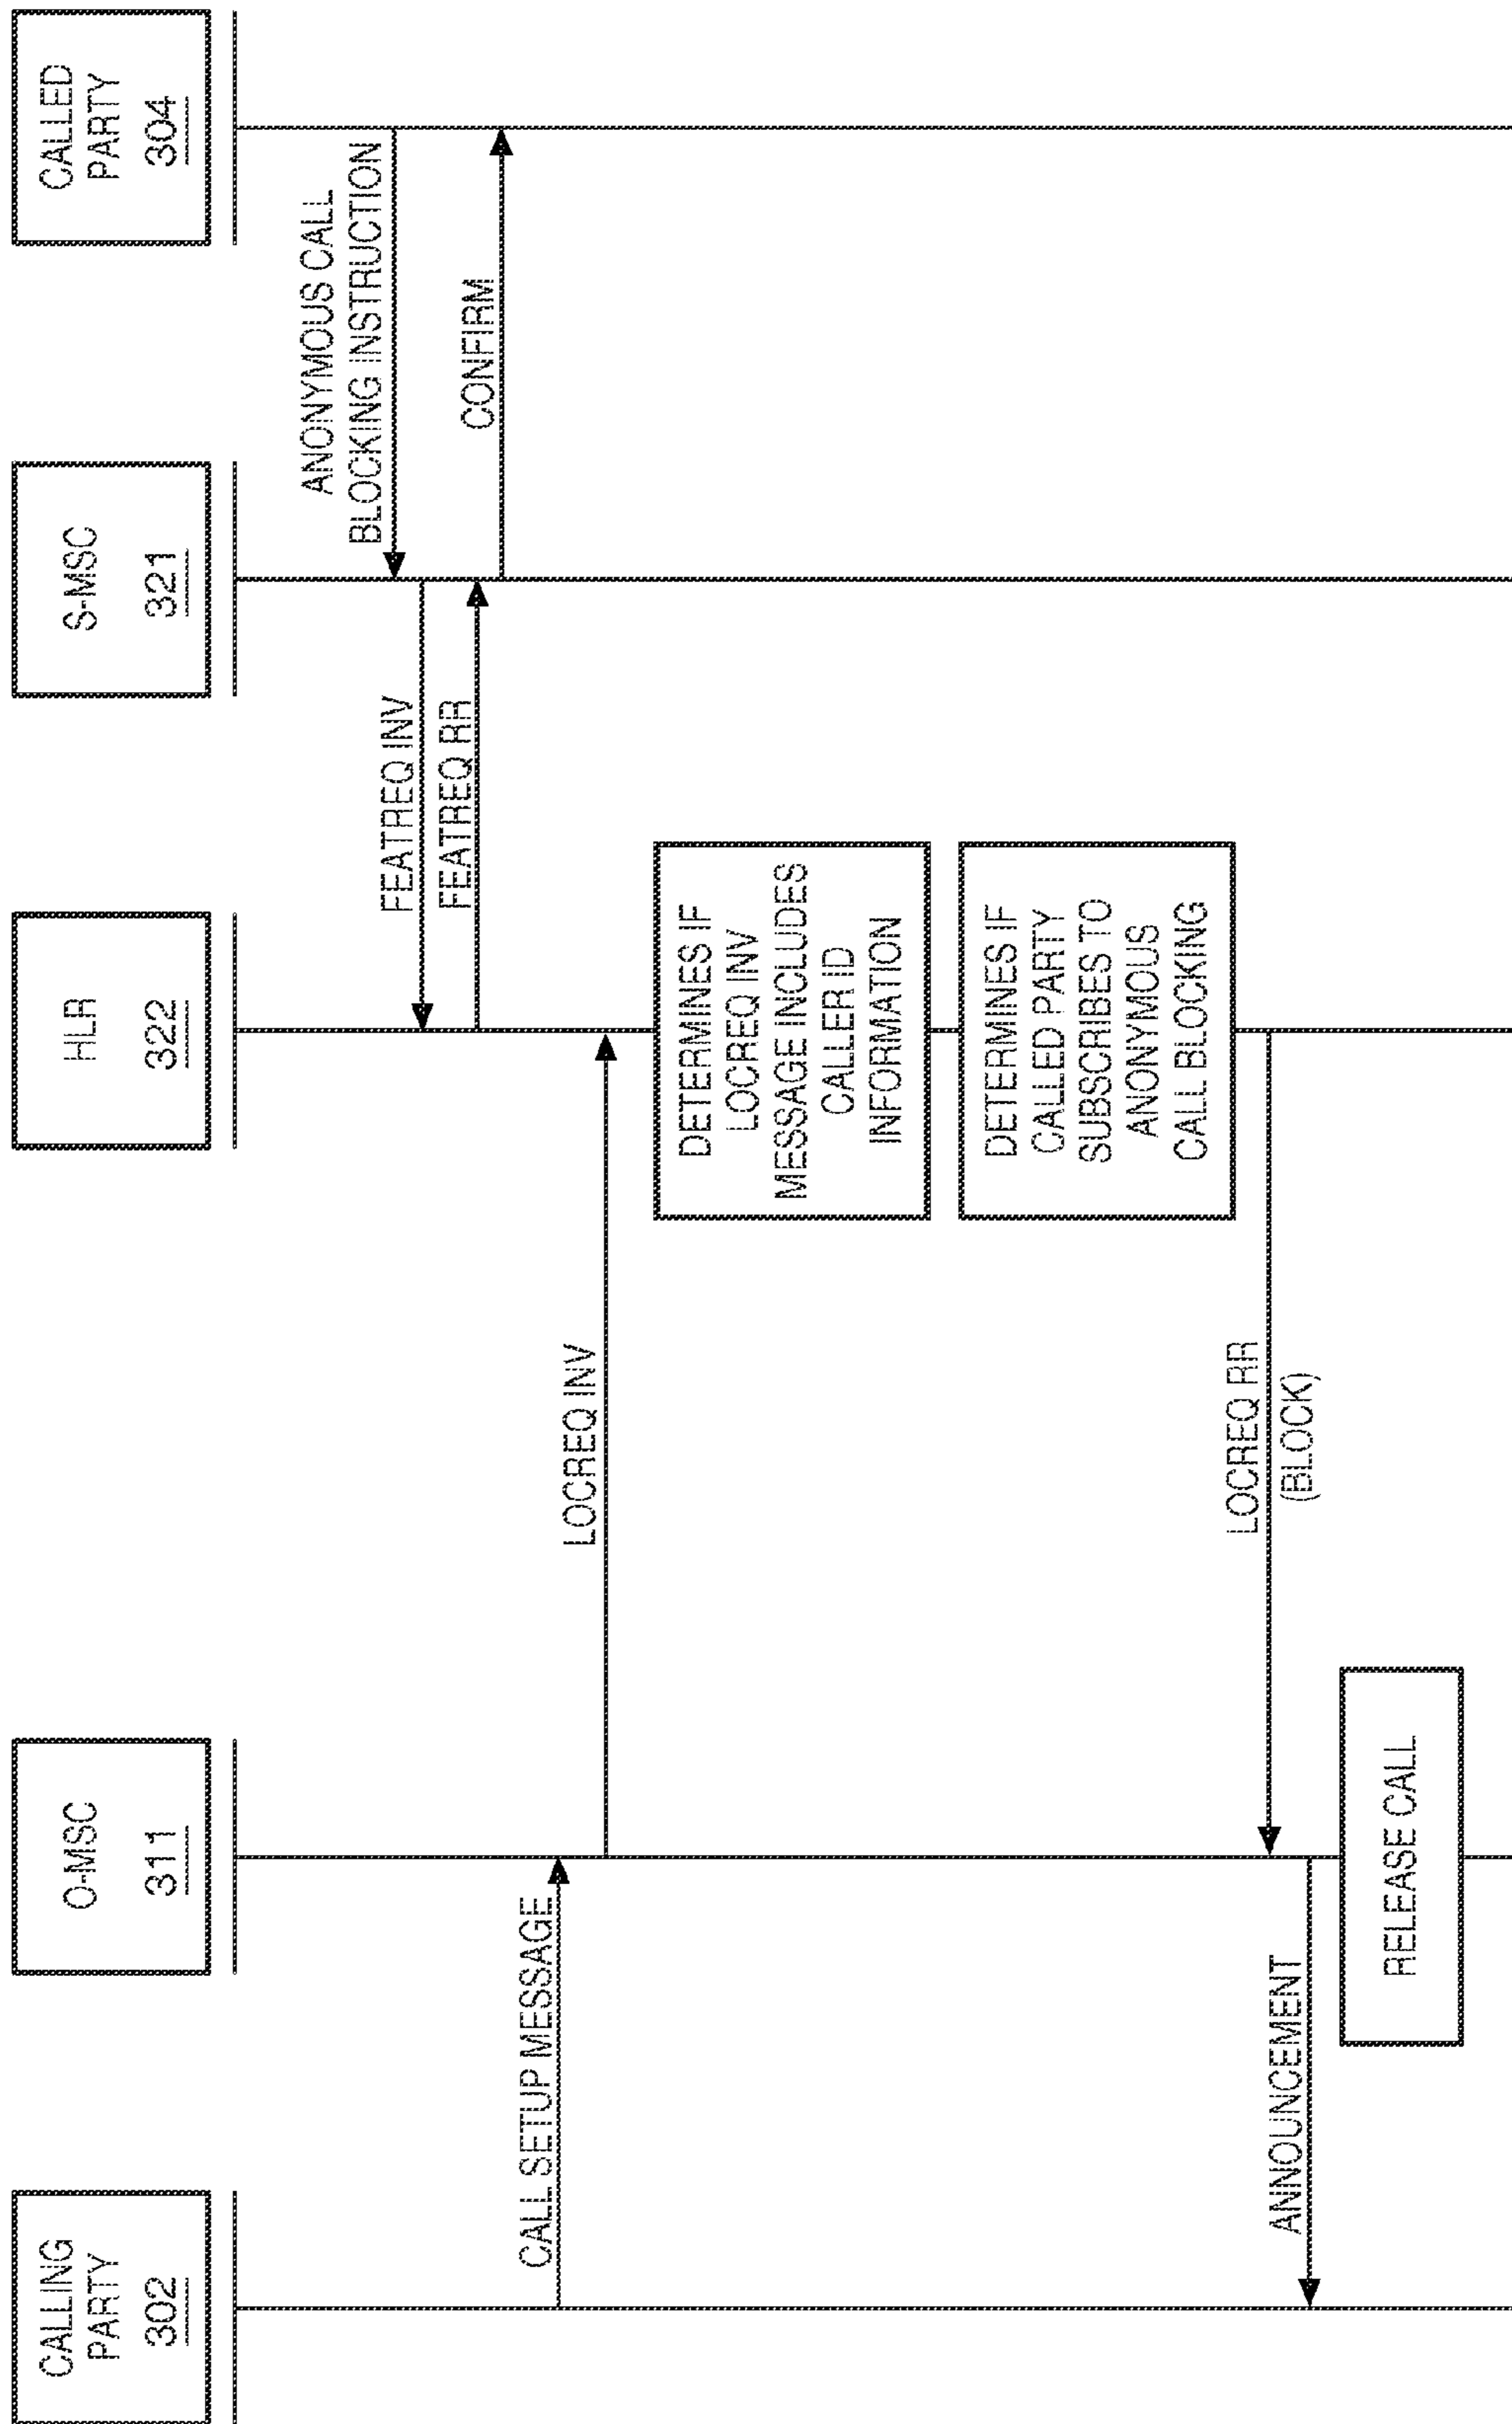 CALLING
PARTY
302
O-MSC
311
HLR
322
S-MSC
321
CALLED
PARTY
304
ANONYMOUS CALL
BLOCKING INSTRUCTION
FEATREQ INV
FEATREQ RR
CONFIRM
CALL SETUP MESSAGE
LOCREQ INV
DETERMINES IF
LOCREQ INV
MESSAGE INCLUDES
CALLER ID
INFORMATION
DETERMINES IF
CALLED PARTY
SUBSCRIBES TO
ANONYMOUS
CALL BLOCKING
LOCREQ RR
(BLOCK)
ANNOUNCEMENT
RELEASE CALL